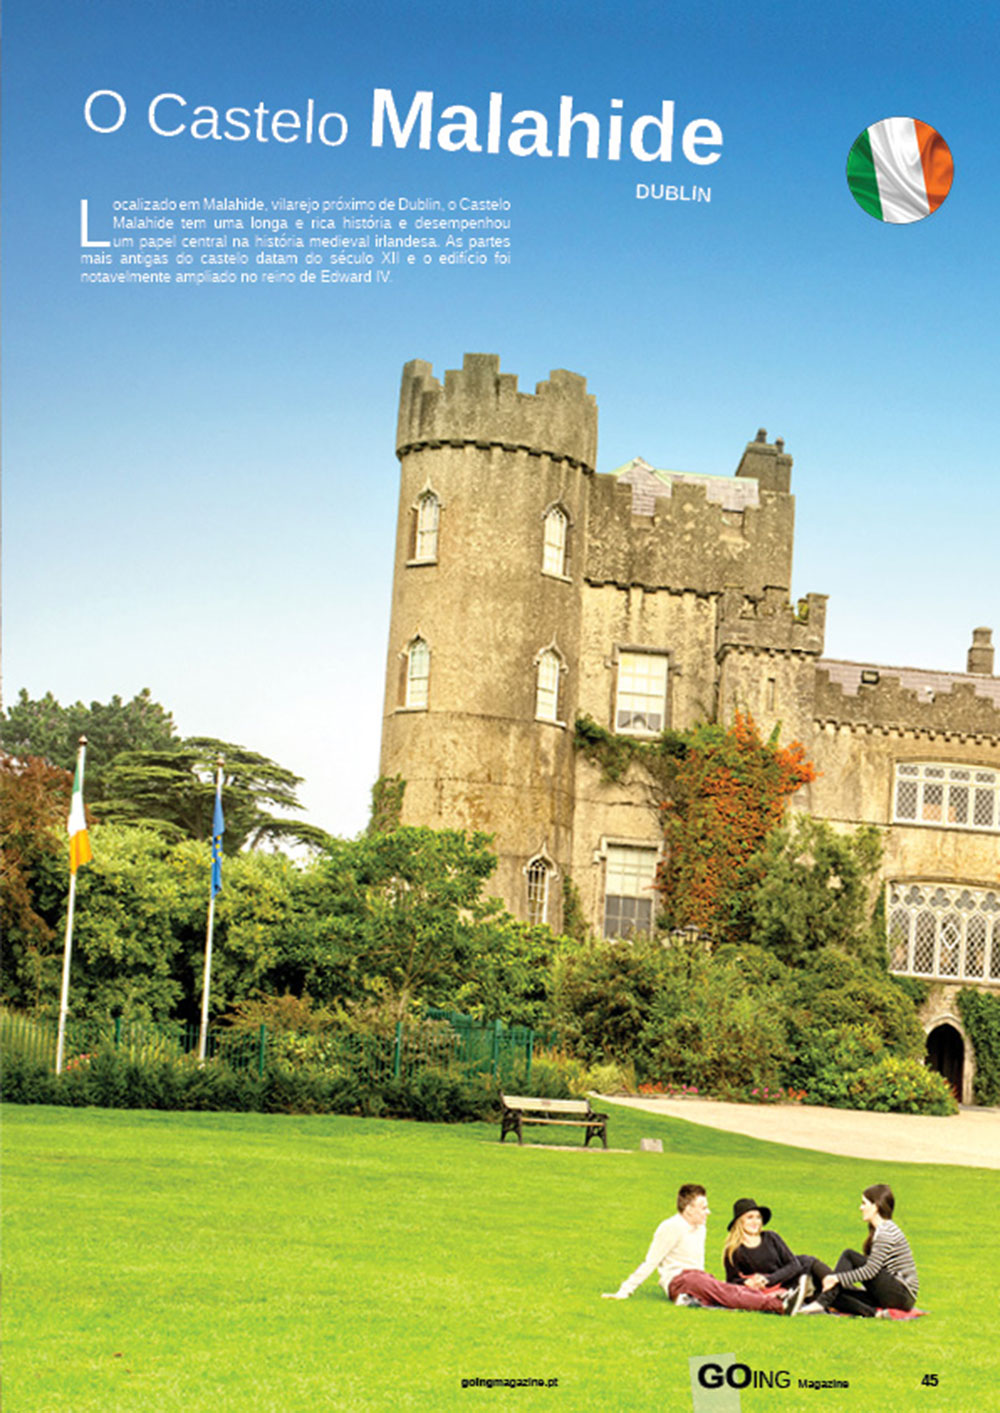 O Castelo Malahide
DUBLIN
Localizado em Malahide, vilarejo próximo de Dublin, o Castelo
Malahide tem uma longa e rica história e desempenhou
um papel central na história medieval irlandesa. As partes
mais antigas do castelo datam do século XII e o edifício foi
notavelmente ampliado no reino de Edward IV.
goingmagazine.pt
GOING Magazine
45